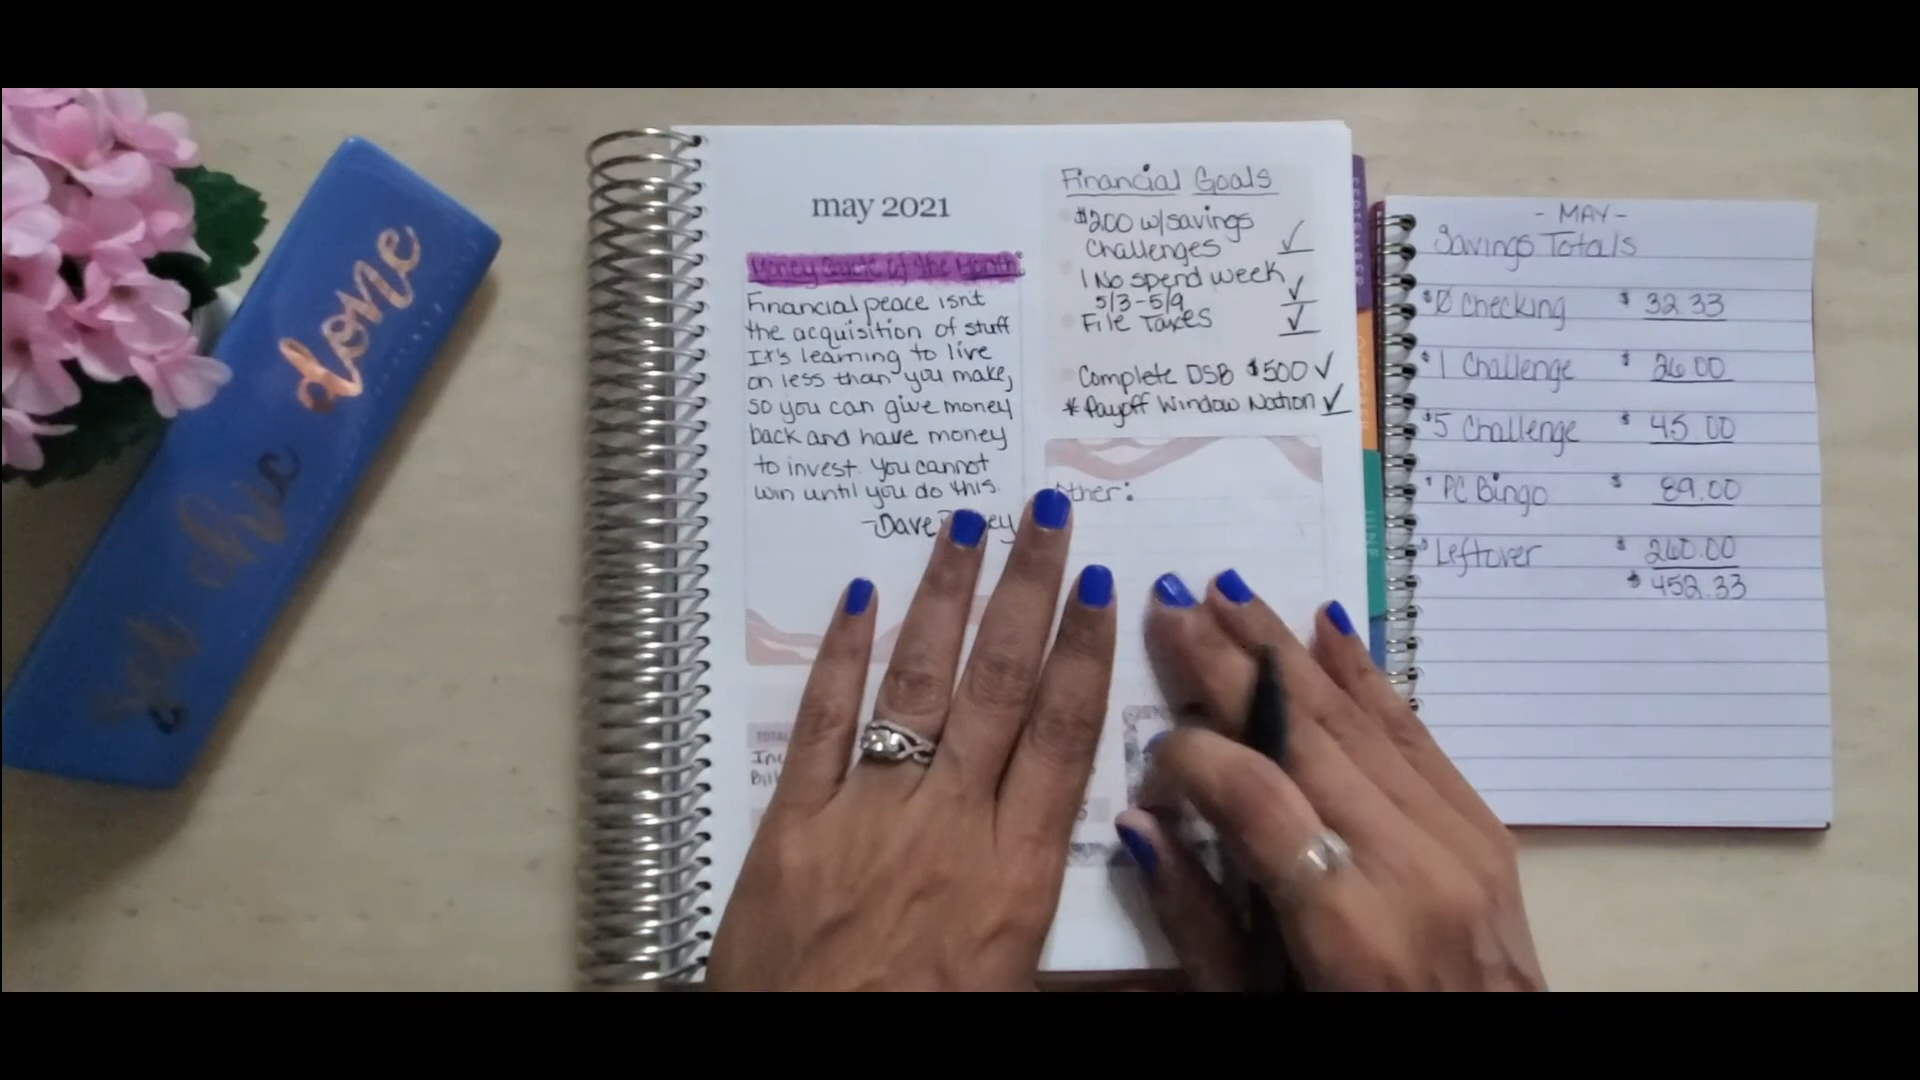 done
may 2021
Money Quote of the Month:
Financial peace isnt
the acquisition of stuff
It's learning to live
on less than you make,
so you can give money
back and have money
to invest. You cannot
win until you do this.
-Dave
Financial Goals
$200 w/savings
Challenges ✓
1 No spend week ✓
5/3-5/9
File Taxes ✓
Complete DSB $500 ✓
* Payoff Window Nation ✓
Other:
TOTAL
- MAY -
Savings Totals
$0 Checking $ 32.33
$1 Challenge $ 26.00
$5 Challenge $ 45.00
PC Bingo $ 89.00
Leftover $ 260.00
$ 452.33